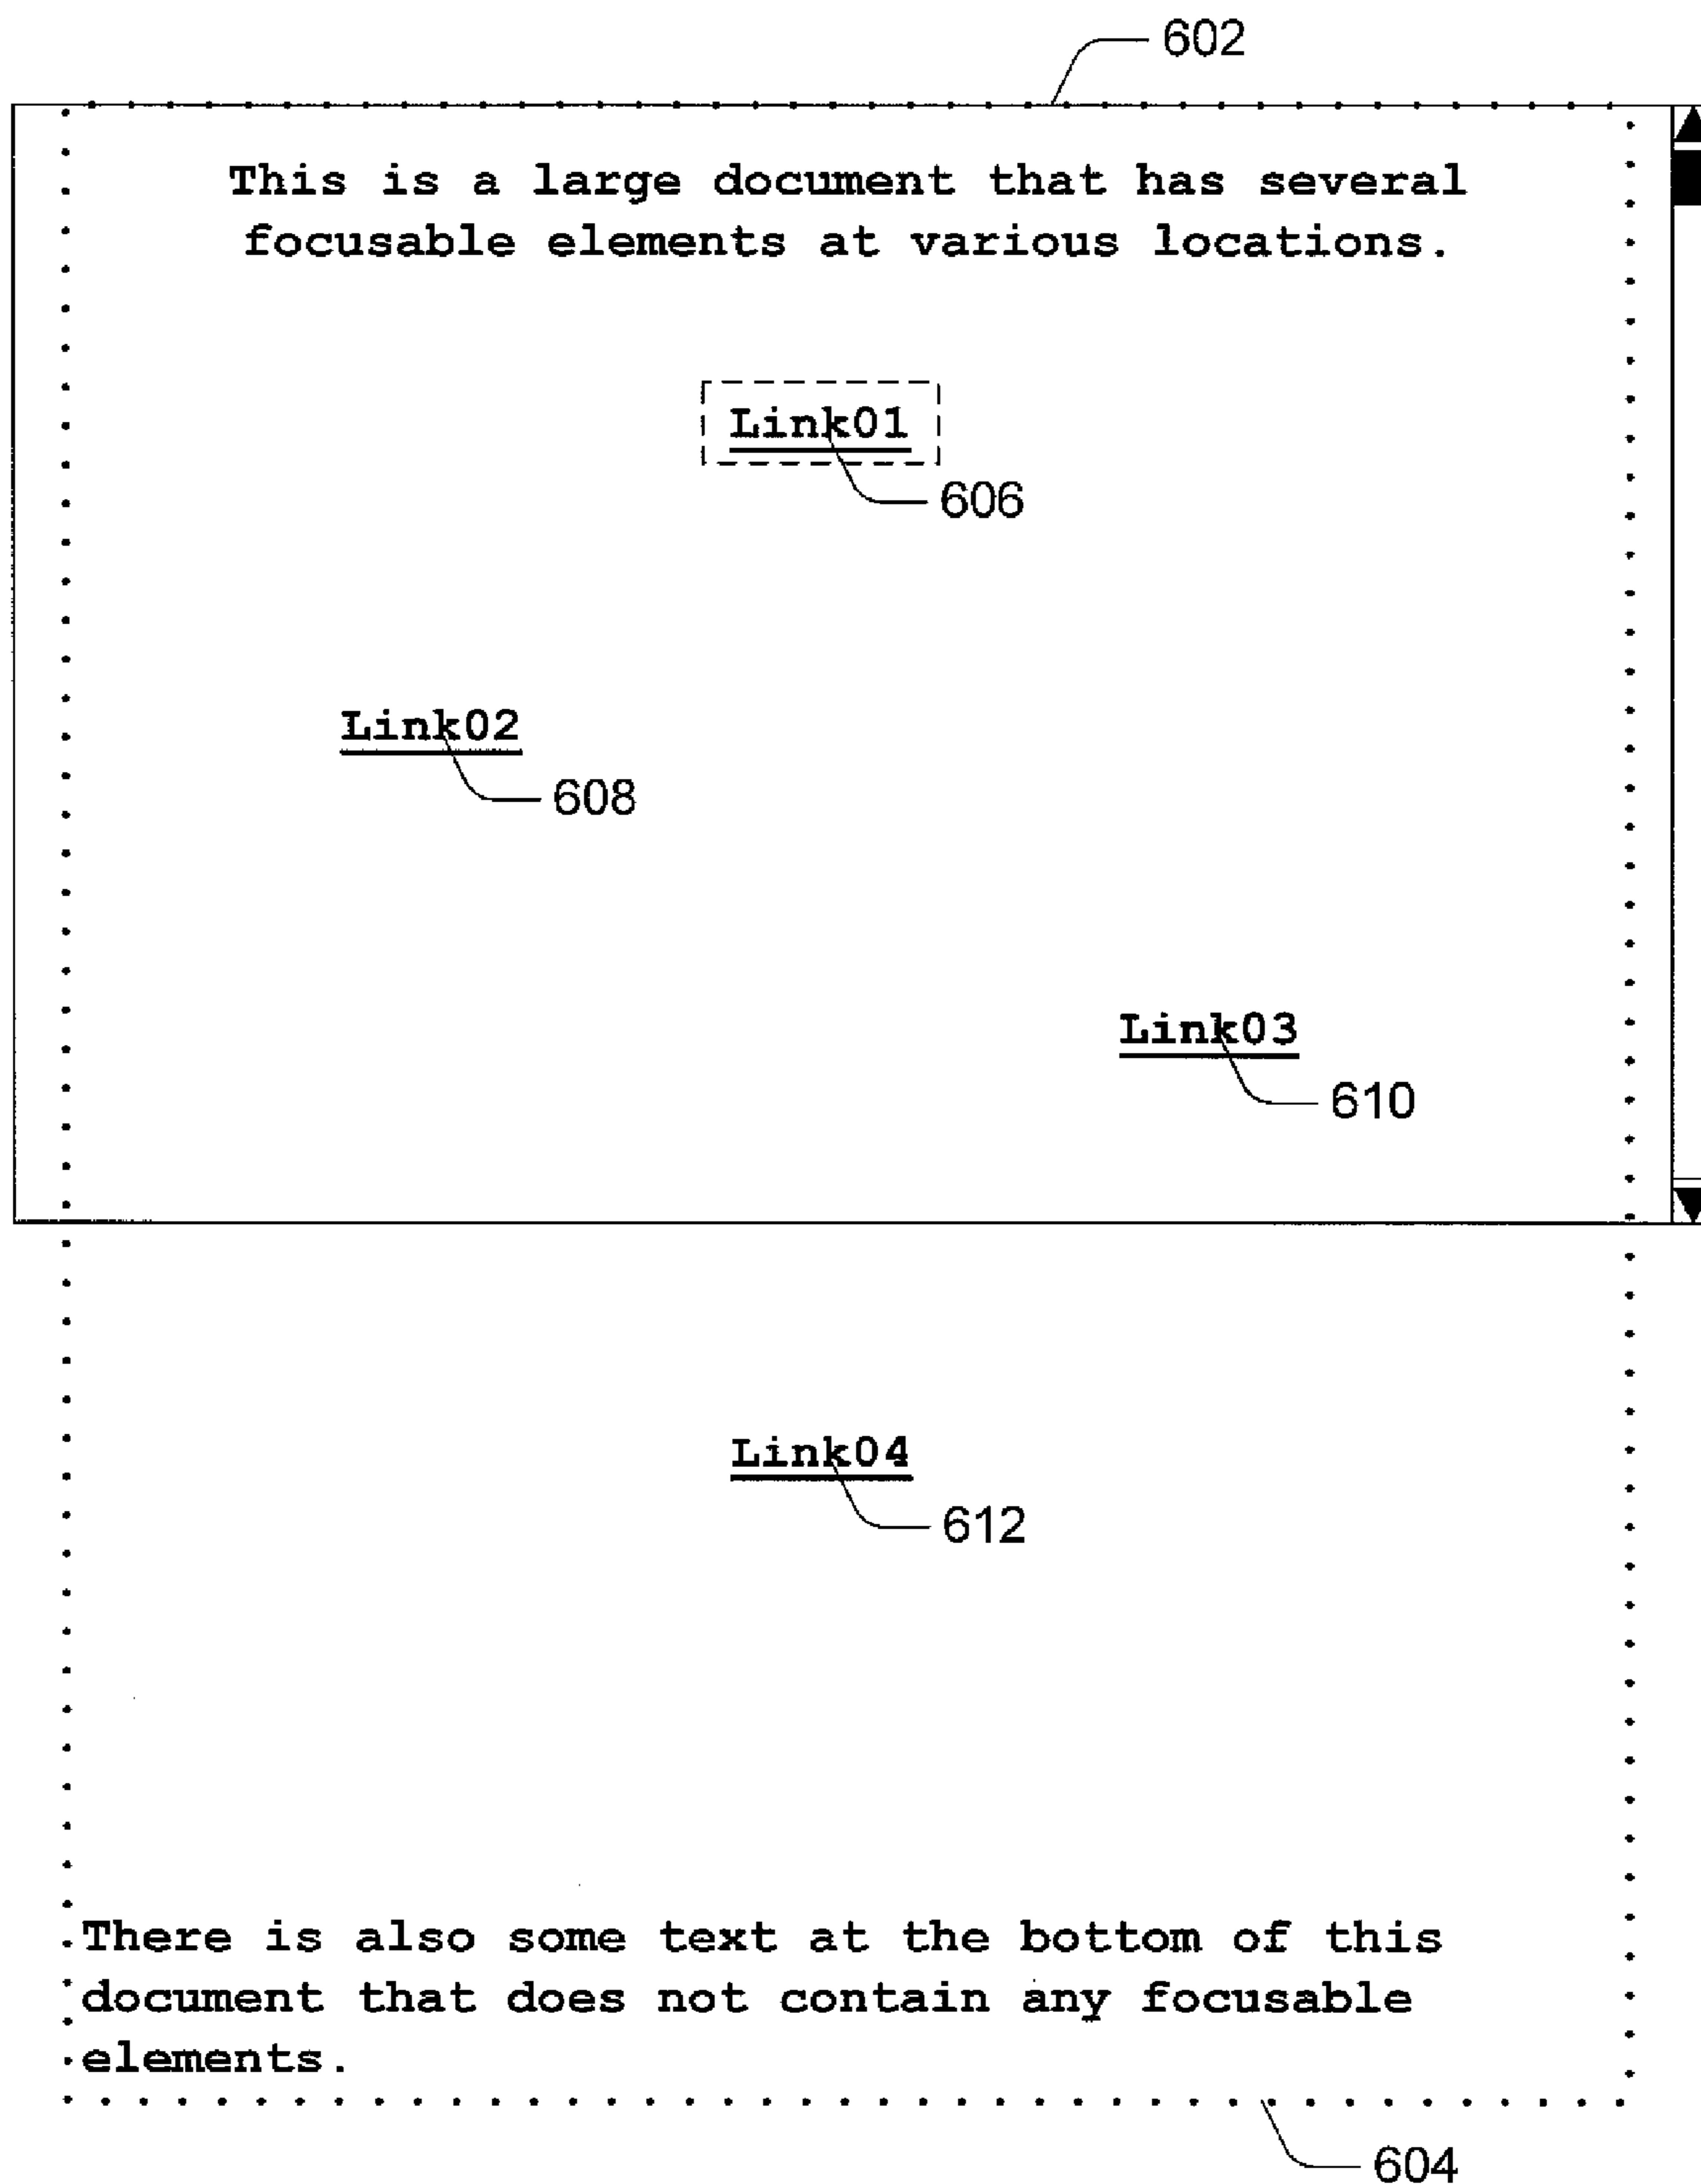 602
This is a large document that has several
focusable elements at various locations.
Link01
606
Link02
608
Link03
610
Link04
612
There is also some text at the bottom of this
document that does not contain any focusable
elements.
604